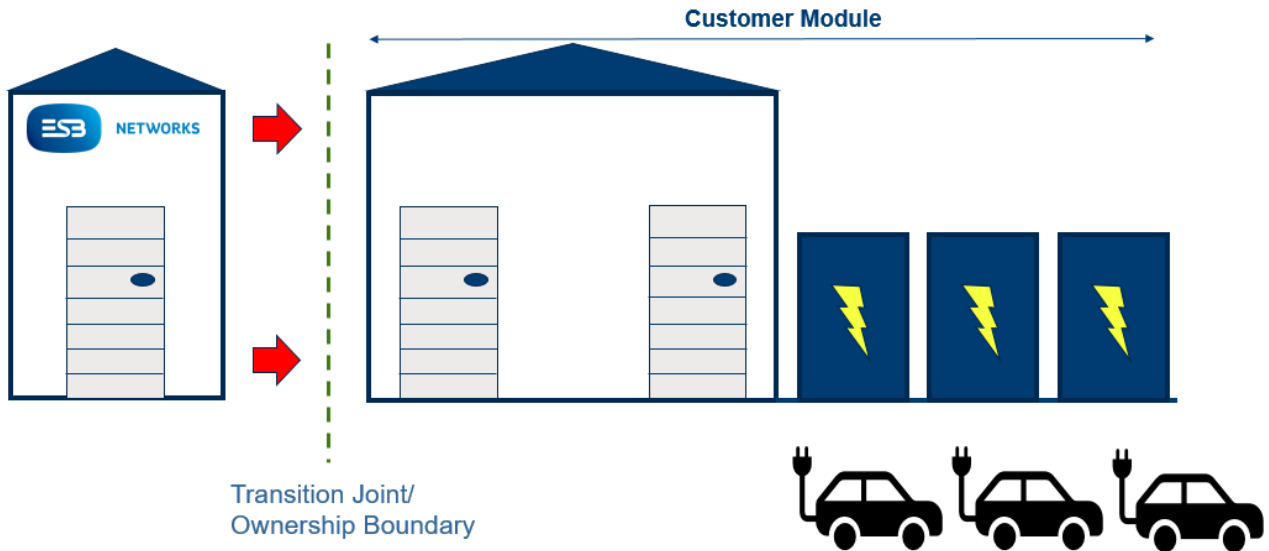 Customer Module
ESB NETWORKS
Transition Joint/
Ownership Boundary